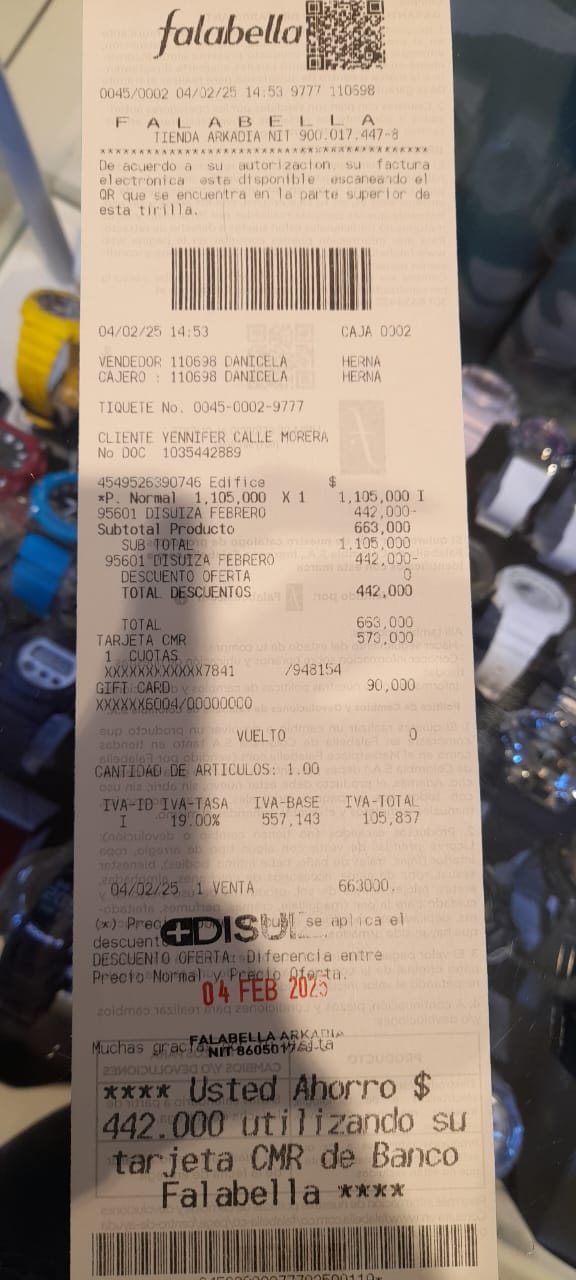 falabella
0045/0002 04/02/25 14:53 9777 110698
F A L A B E L L A
TIENDA ARKADIA NIT 900.017.447-8
****************************************
De acuerdo a su autorizacion su factura
electronica esta disponible escaneando el
QR que se encuentra en la parte superior de
esta tirilla.
04/02/25 14:53 CAJA 0002
VENDEDOR 110698 DANICELA HERNA
CAJERO : 110698 DANICELA HERNA
TIQUETE No. 0045-0002-9777
CLIENTE YENNIFER CALLE MORERA
No DOC 1035442889
4549526390746 Edifice $
*P. Normal 1,105,000 X 1 1,105,000 I
95601 DISUIZA FEBRERO 442,000-
Subtotal Producto 663,000
SUB TOTAL 1,105,000
95601 DISUIZA FEBRERO 442,000-
DESCUENTO OFERTA 0
TOTAL DESCUENTOS 442,000
TOTAL 663,000
TARJETA CMR 573,000
1 CUOTAS
XXXXXXXXXXXX7841 /948154
GIFT CARD 90,000
XXXXXX6004/00000000
VUELTO 0
CANTIDAD DE ARTICULOS: 1.00
IVA-ID IVA-TASA IVA-BASE IVA-TOTAL
I 19.00% 557,143 105,857
04/02/25 1 VENTA 663000.
(*) se aplica el
DESCUENTO OFERTA: Diferencia entre
Precio Normal y Precio Oferta.
04 FEB 2025
FALABELLA ARKADIA
Muchas
NIT
**** Usted Ahorro $
442.000 utilizando su
tarjeta CMR de Banco
Falabella ****